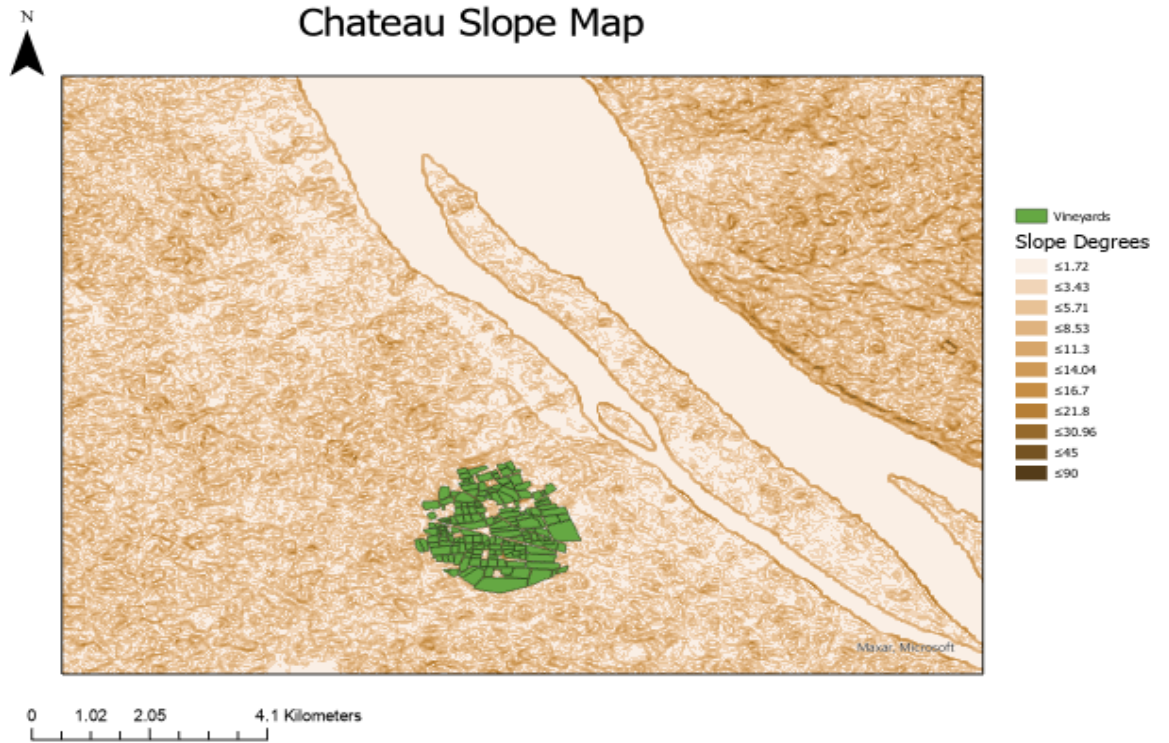 Chateau Slope Map
N
Vineyards
Slope Degrees
≤1.72
≤3.43
≤5.71
≤8.53
≤11.3
≤14.04
≤16.7
≤21.8
≤30.96
≤45
≤90
Maxar, Microsoft
0 1.02 2.05 4.1 Kilometers